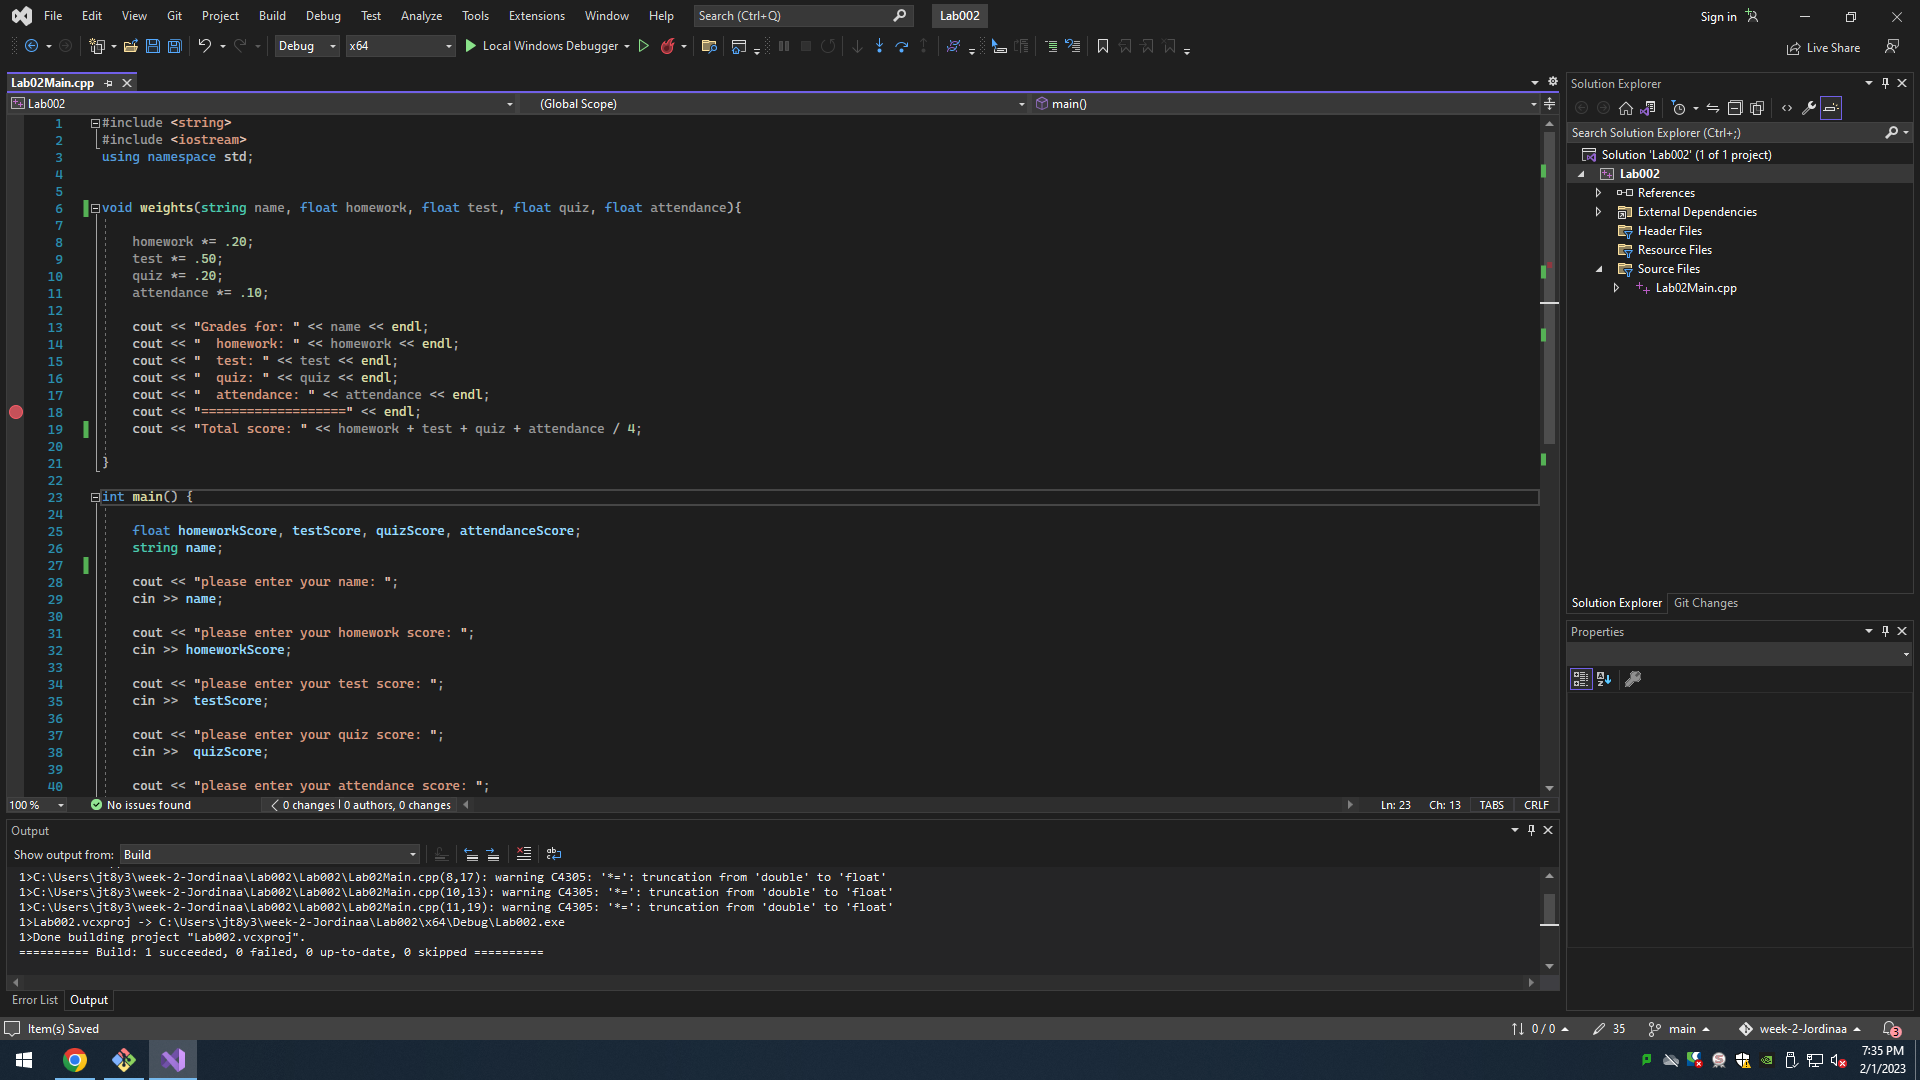 File Edit View Git Project Build Debug Test Analyze Tools Extensions Window Help Search (Ctrl+Q) Lab002 Sign in
Debug x64 Local Windows Debugger Live Share
Lab02Main.cpp
Lab002 (Global Scope) main()
1 #include <string>
2 #include <iostream>
3 using namespace std;
4
5
6 void weights(string name, float homework, float test, float quiz, float attendance){
7
8 homework *= .20;
9 test *= .50;
10 quiz *= .20;
11 attendance *= .10;
12
13 cout << "Grades for: " << name << endl;
14 cout << "  homework: " << homework << endl;
15 cout << "  test: " << test << endl;
16 cout << "  quiz: " << quiz << endl;
17 cout << "  attendance: " << attendance << endl;
18 cout << "===================" << endl;
19 cout << "Total score: " << homework + test + quiz + attendance / 4;
20
21 }
22
23 int main() {
24
25 float homeworkScore, testScore, quizScore, attendanceScore;
26 string name;
27
28 cout << "please enter your name: ";
29 cin >> name;
30
31 cout << "please enter your homework score: ";
32 cin >> homeworkScore;
33
34 cout << "please enter your test score: ";
35 cin >>  testScore;
36
37 cout << "please enter your quiz score: ";
38 cin >>  quizScore;
39
40 cout << "please enter your attendance score: ";
100 % No issues found 0 changes | 0 authors, 0 changes Ln: 23 Ch: 13 TABS CRLF
Output
Show output from: Build
1>C:\Users\jt8y3\week-2-Jordinaa\Lab002\Lab002\Lab02Main.cpp(8,17): warning C4305: '*=': truncation from 'double' to 'float'
1>C:\Users\jt8y3\week-2-Jordinaa\Lab002\Lab002\Lab02Main.cpp(10,13): warning C4305: '*=': truncation from 'double' to 'float'
1>C:\Users\jt8y3\week-2-Jordinaa\Lab002\Lab002\Lab02Main.cpp(11,19): warning C4305: '*=': truncation from 'double' to 'float'
1>Lab002.vcxproj -> C:\Users\jt8y3\week-2-Jordinaa\Lab002\x64\Debug\Lab002.exe
1>Done building project "Lab002.vcxproj".
========== Build: 1 succeeded, 0 failed, 0 up-to-date, 0 skipped ==========
Error List Output
Solution Explorer
Search Solution Explorer (Ctrl+;)
Solution 'Lab002' (1 of 1 project)
Lab002
References
External Dependencies
Header Files
Resource Files
Source Files
Lab02Main.cpp
Solution Explorer Git Changes
Properties
Item(s) Saved 0 / 0 35 main week-2-Jordinaa 3
7:35 PM
2/1/2023